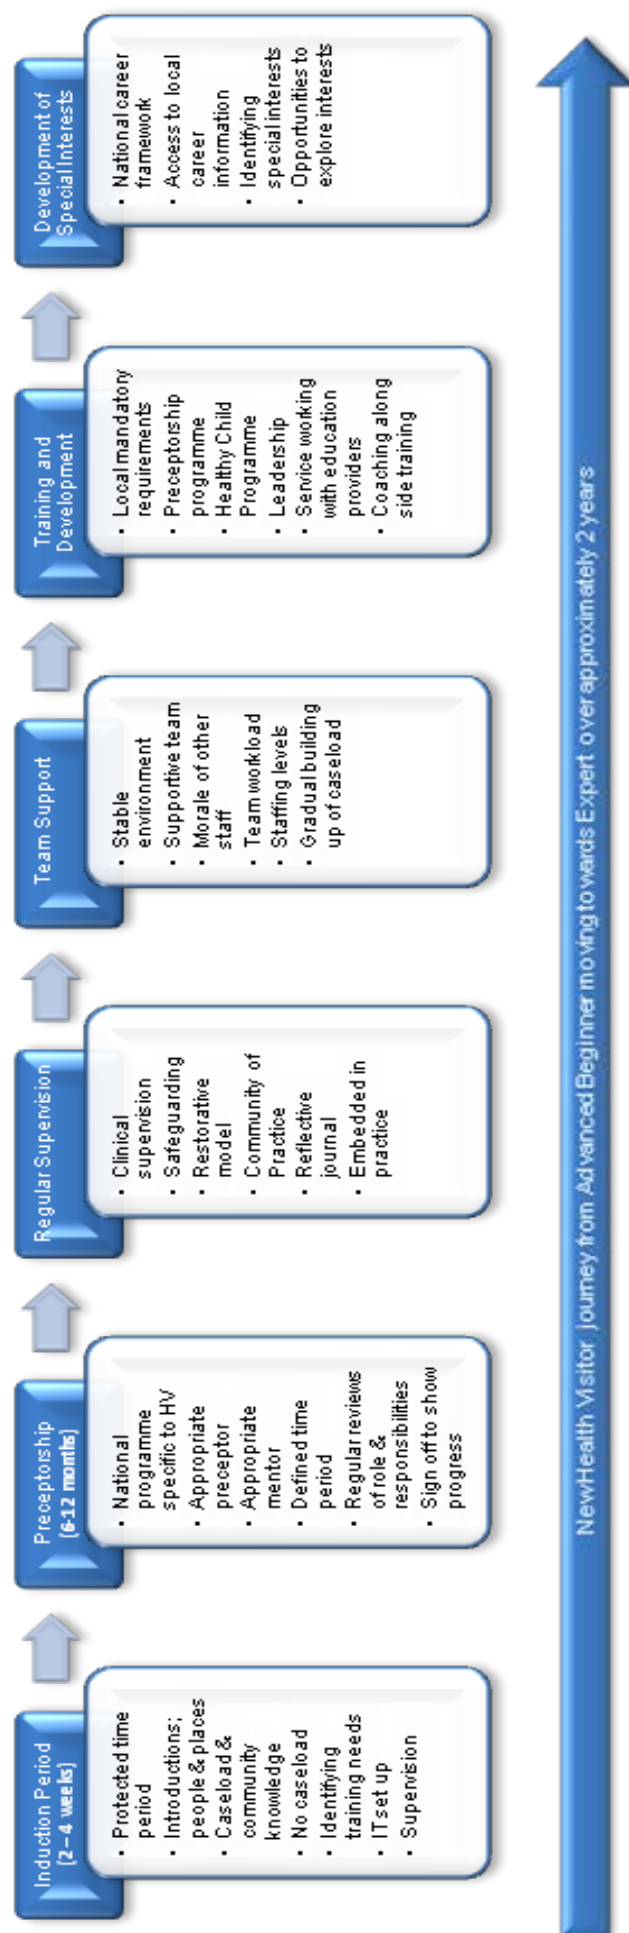 Induction Period
(2 – 4 weeks)
• Protected time
period
• Introductions;
people & places
• Caseload &
community
knowledge
• No caseload
• Identifying
training needs
• IT set up
• Supervision
Preceptorship
(6-12 months)
• National
programme
specific to HV
• Appropriate
preceptor
• Appropriate
mentor
• Defined time
period
• Regular reviews
of role &
responsibilities
• Sign off to show
progress
Regular Supervision
• Clinical
supervision
• Safeguarding
• Restorative
model
• Community of
Practice
• Reflective
journal
• Embedded in
practice
Team Support
• Stable
environment
• Supportive team
• Morale of other
staff
• Team workload
• Staffing levels
• Gradual building
up of caseload
Training and
Development
• Local mandatory
requirements
• Preceptorship
programme
• Healthy Child
Programme
• Leadership
• Service working
with education
providers
• Coaching along
side training
Development of
Special Interests
• National career
framework
• Access to local
career
information
• Identifying
special interests
• Opportunities to
explore interests
New Health Visitor journey from Advanced Beginner moving towards Expert over approximately 2 years